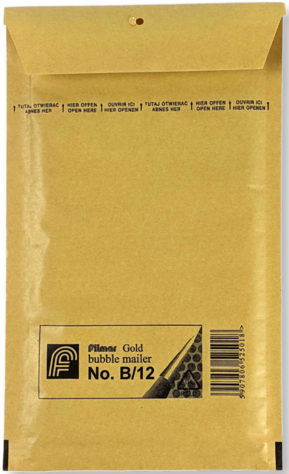 TUTAJ OTWIERAĆ HIER OFFEN OUVRIR ICI TUTAJ OTWIERAĆ HIER OFFEN OUVRIR ICI
ABNES HER OPEN HERE HIER OPENEN ABNES HER OPEN HERE HIER OPENEN
Filmar Gold
bubble mailer
No. B/12
5907806525018>